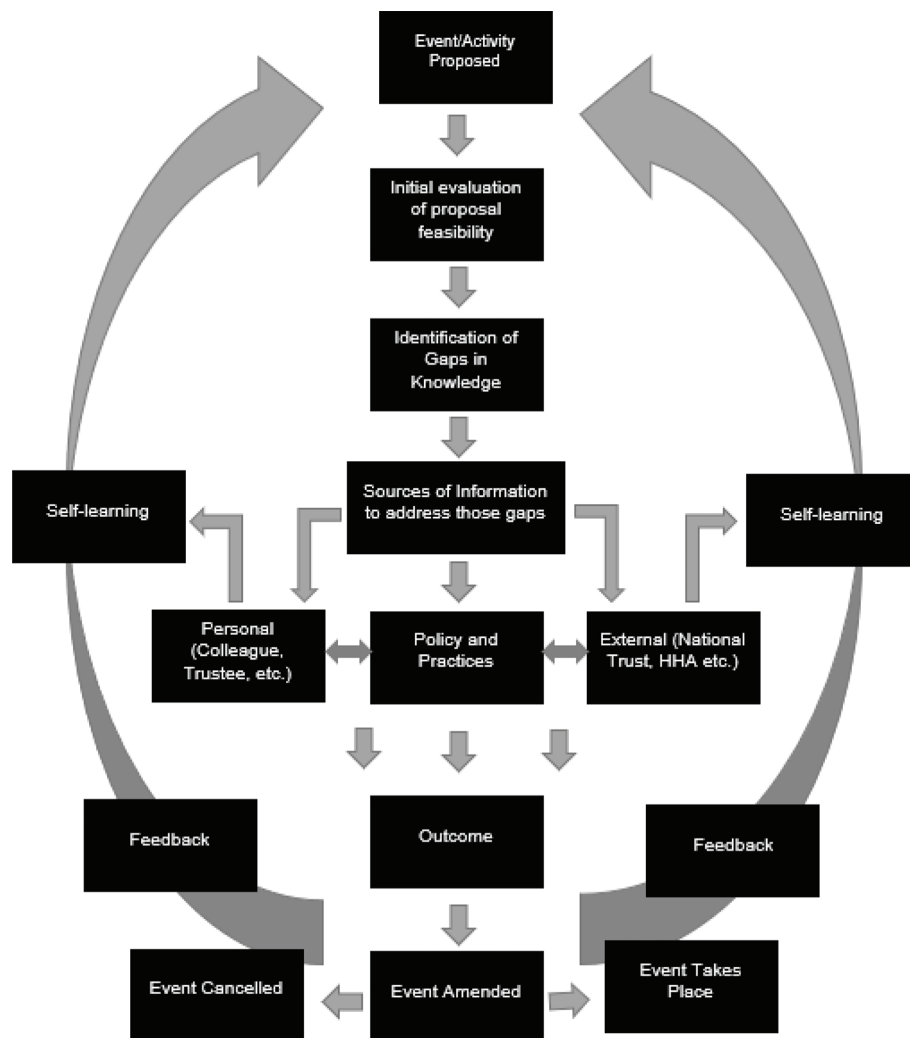 Event/Activity
Proposed
Initial evaluation
of proposal
feasibility
Identification of
Gaps in
Knowledge
Self-learning
Sources of Information
to address those gaps
Self-learning
Personal
(Colleague,
Trustee, etc.)
Policy and
Practices
External (National
Trust, HHA etc.)
Feedback
Outcome
Feedback
Event Cancelled
Event Amended
Event Takes
Place